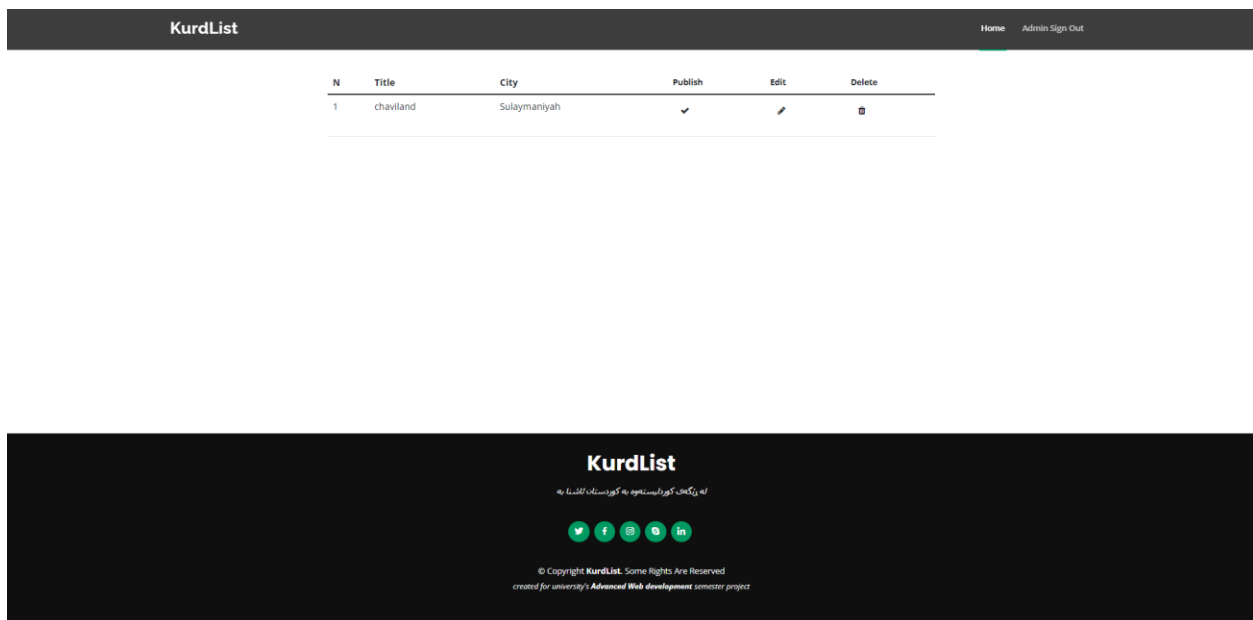 KurdList
Home Admin Sign Out
N Title City Publish Edit Delete
1 chaviland Sulaymaniyah
KurdList
لە ڕێگەی کوردلیستەوە بە کوردستان ئاشنا بە
© Copyright KurdList. Some Rights Are Reserved
created for university's Advanced Web development semester project